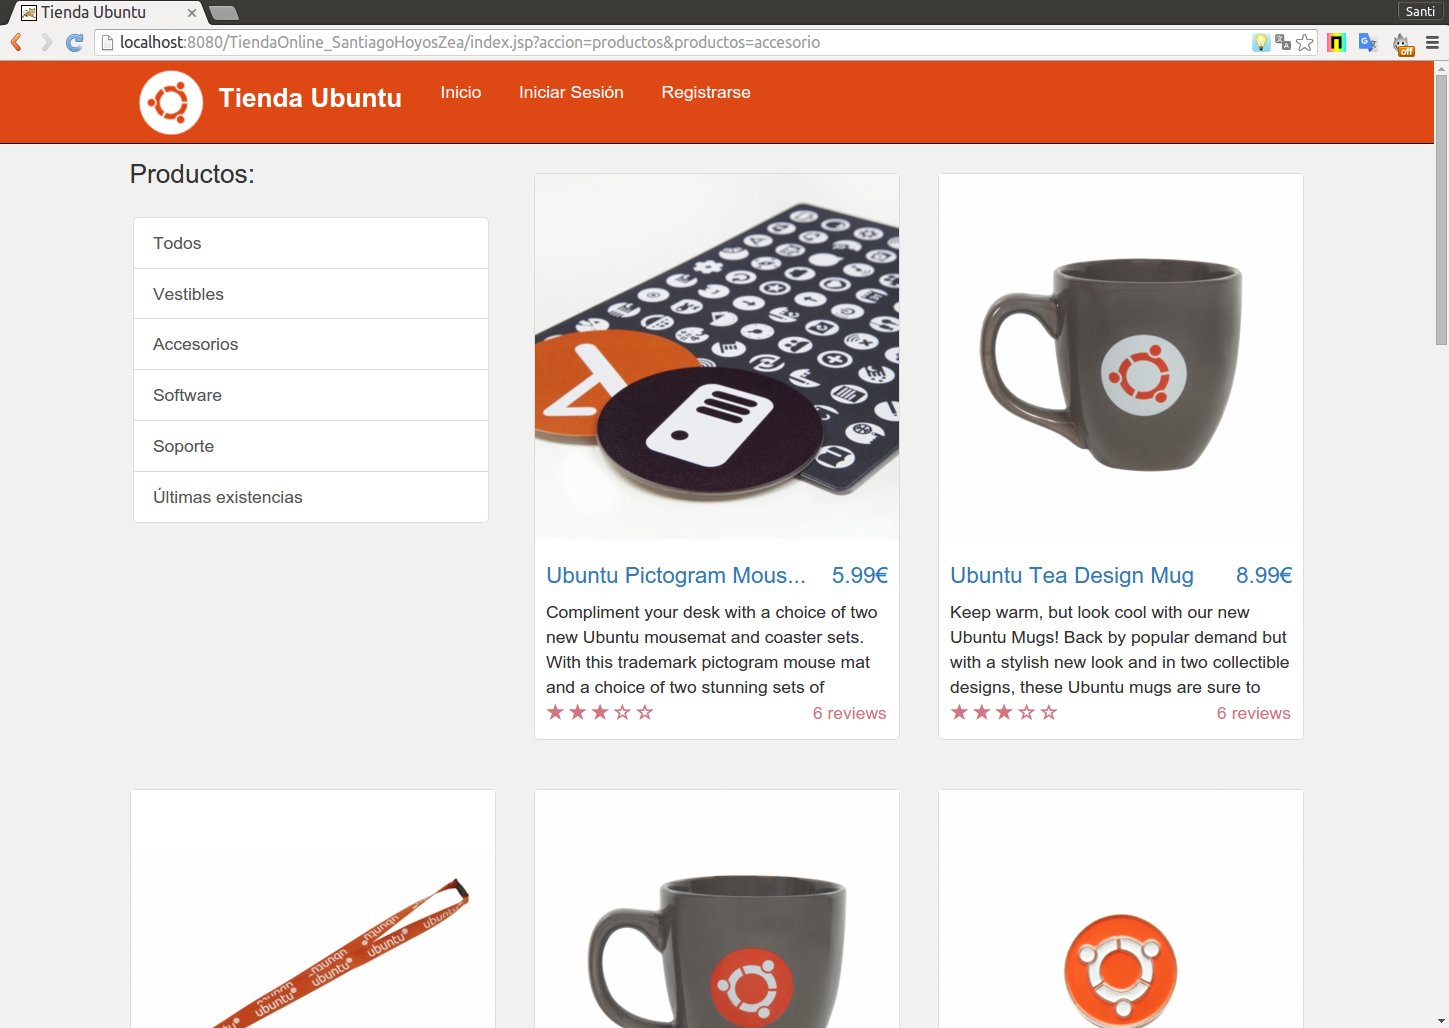 Tienda Ubuntu
Santi
localhost:8080/TiendaOnline_SantiagoHoyosZea/index.jsp?accion=productos&productos=accesorio
off
Tienda Ubuntu
Inicio
Iniciar Sesión
Registrarse
Productos:
Todos
Vestibles
Accesorios
Software
Soporte
Últimas existencias
Ubuntu Pictogram Mous... 5.99€
Compliment your desk with a choice of two
new Ubuntu mousemat and coaster sets.
With this trademark pictogram mouse mat
and a choice of two stunning sets of
6 reviews
Ubuntu Tea Design Mug 8.99€
Keep warm, but look cool with our new
Ubuntu Mugs! Back by popular demand but
with a stylish new look and in two collectible
designs, these Ubuntu mugs are sure to
6 reviews
ubuntu ubuntu ubuntu ubuntu
ubuntu ubuntu ubuntu